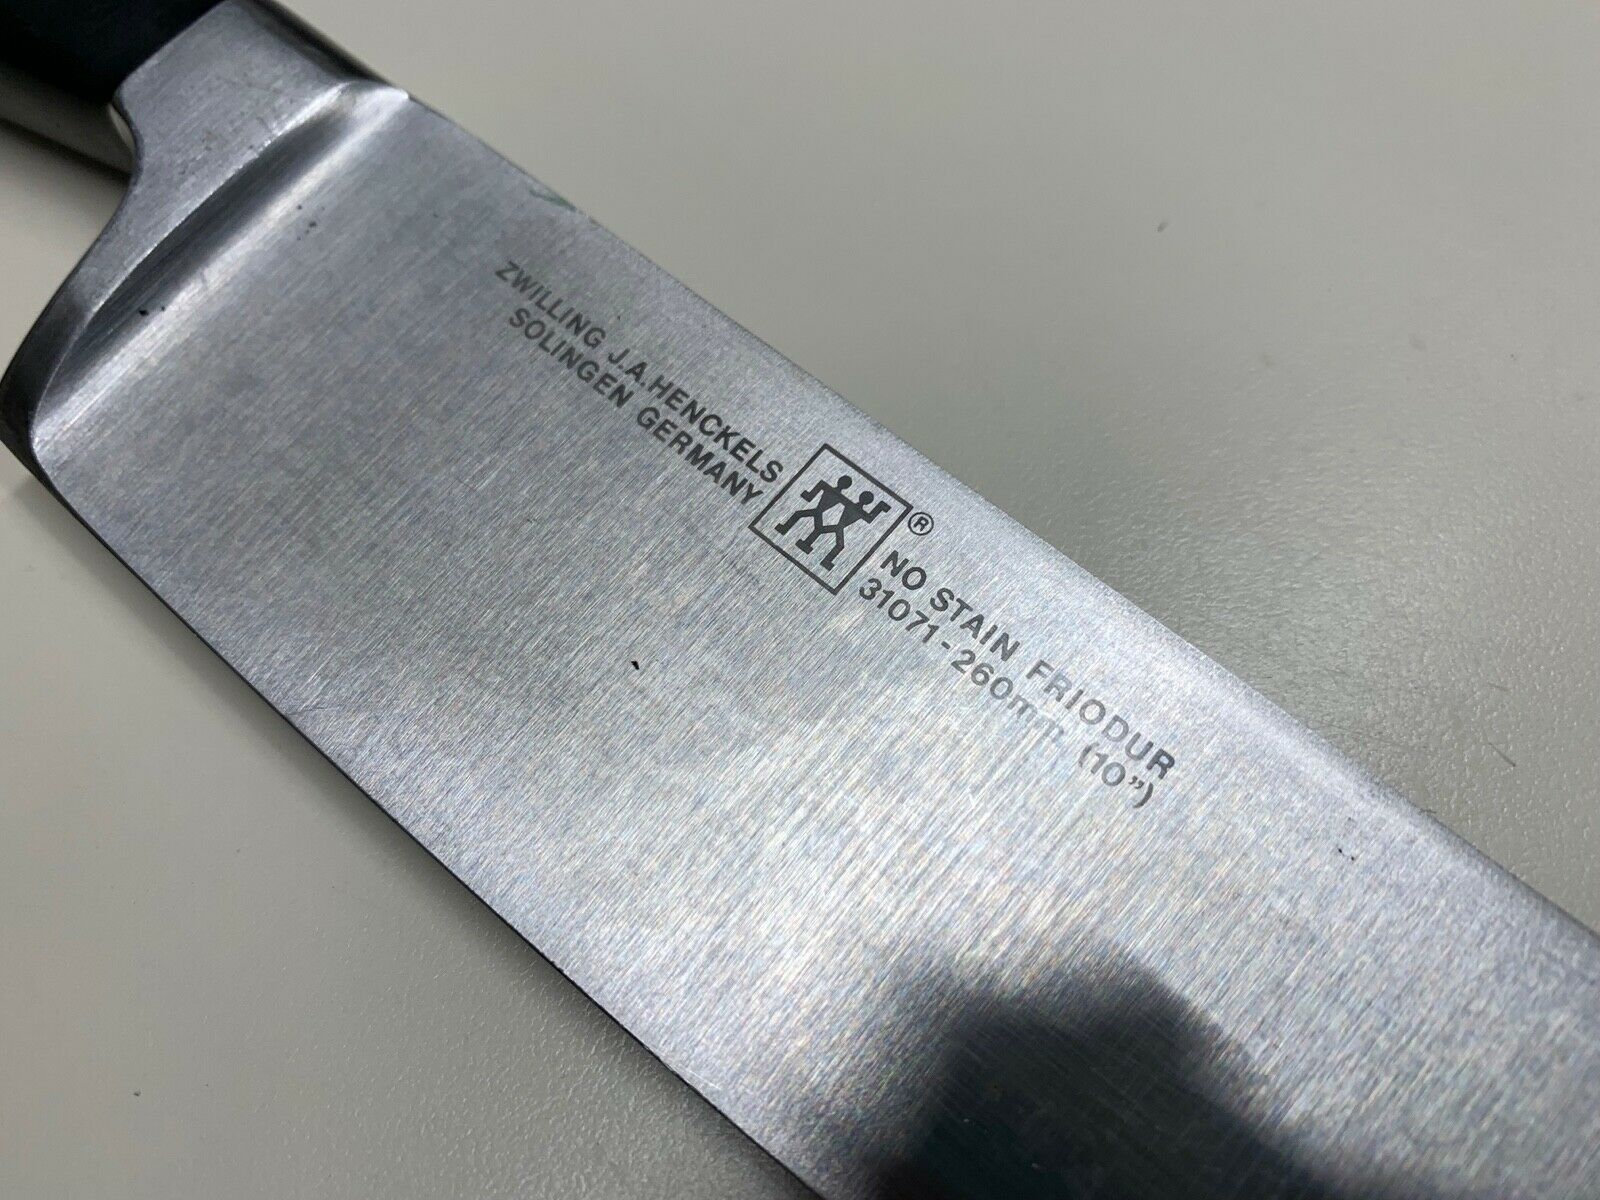 ZWILLING J.A.HENCKELS
SOLINGEN GERMANY
®
NO STAIN FRIODUR
31071-260mm (10”)